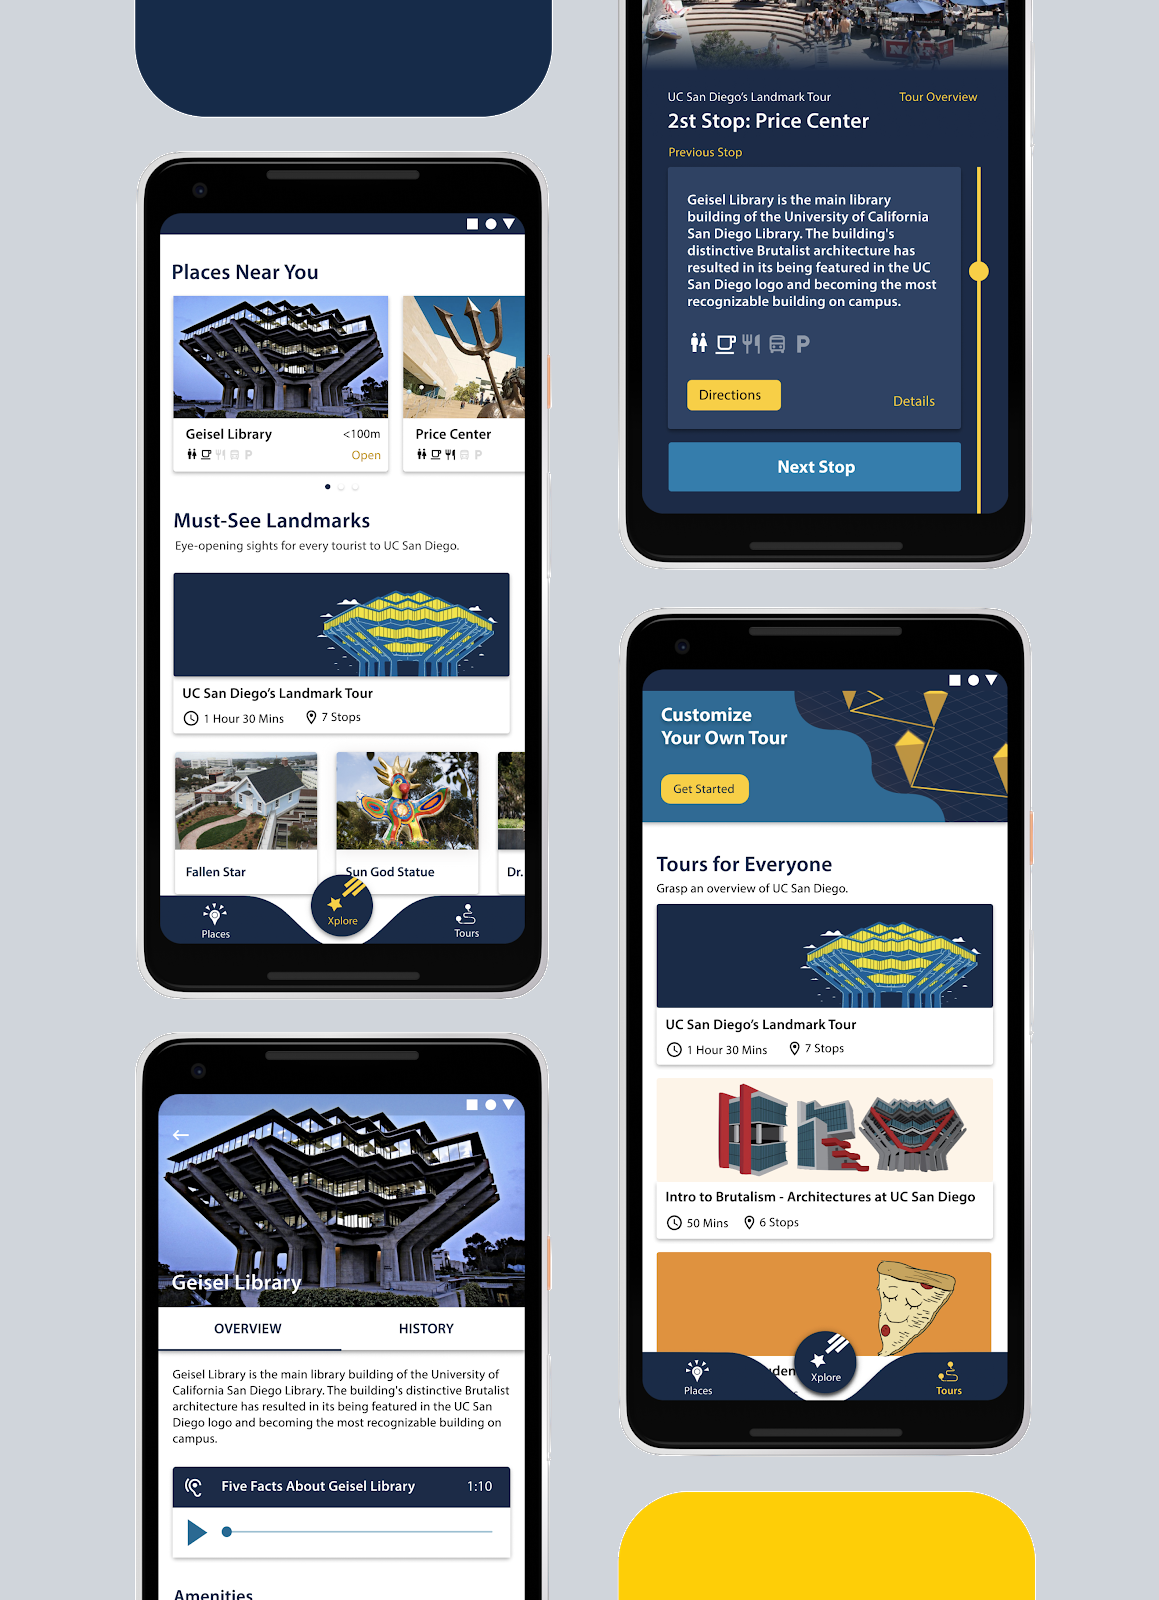 Places Near You
Geisel Library
<100m
Open
P
Price Center
P
Must-See Landmarks
Eye-opening sights for every tourist to UC San Diego.
UC San Diego's Landmark Tour
1 Hour 30 Mins
7 Stops
Fallen Star
Sun God Statue
Dr.
Places
Xplore
Tours
Geisel Library
OVERVIEW
HISTORY
Geisel Library is the main library building of the University of
California San Diego Library. The building's distinctive Brutalist
architecture has resulted in its being featured in the UC San
Diego logo and becoming the most recognizable building on
campus.
Five Facts About Geisel Library
1:10
Amenities
UC San Diego's Landmark Tour
Tour Overview
2st Stop: Price Center
Previous Stop
Geisel Library is the main library
building of the University of California
San Diego Library. The building's
distinctive Brutalist architecture has
resulted in its being featured in the UC
San Diego logo and becoming the most
recognizable building on campus.
P
Directions
Details
Next Stop
Customize
Your Own Tour
Get Started
Tours for Everyone
Grasp an overview of UC San Diego.
UC San Diego's Landmark Tour
1 Hour 30 Mins
7 Stops
Intro to Brutalism - Architectures at UC San Diego
50 Mins
6 Stops
Places
Xplore
Tours